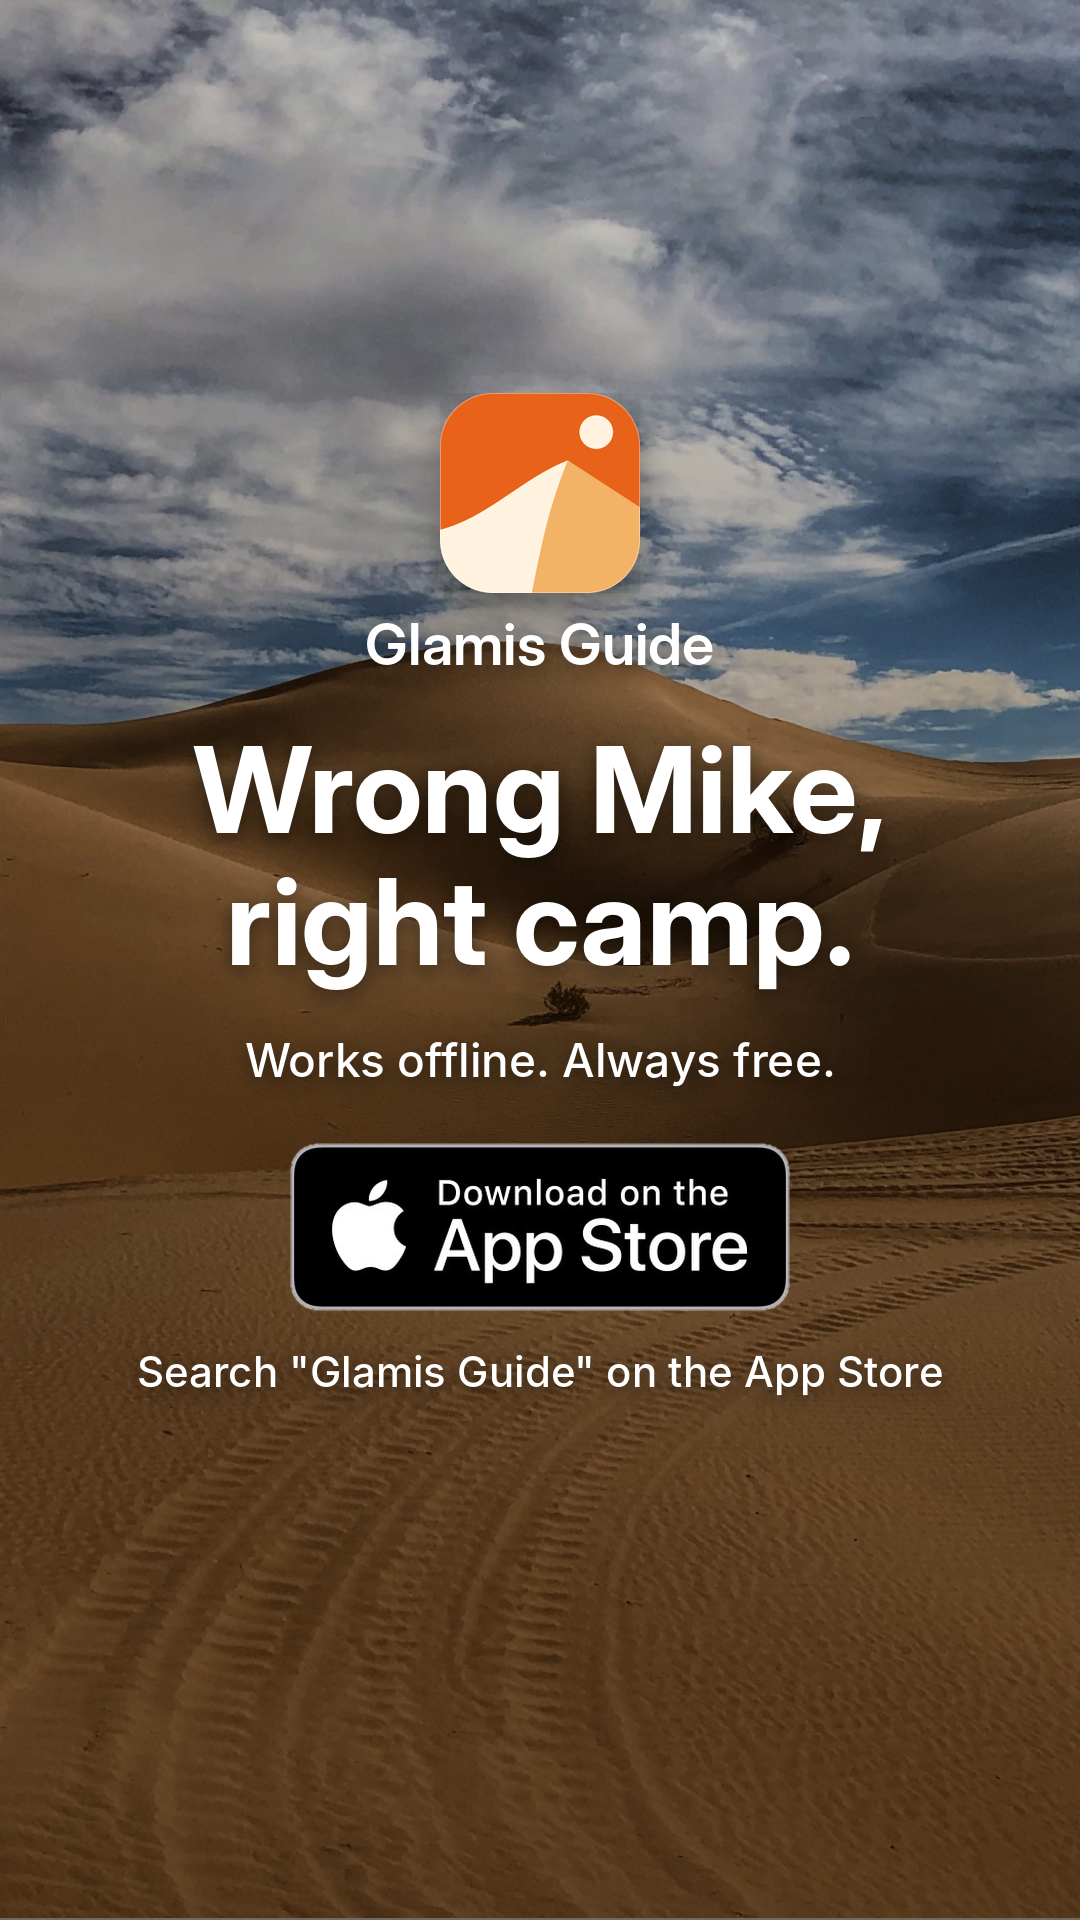 Glamis Guide
Wrong Mike,
right camp.
Works offline. Always free.
Download on the
App Store
Search "Glamis Guide" on the App Store